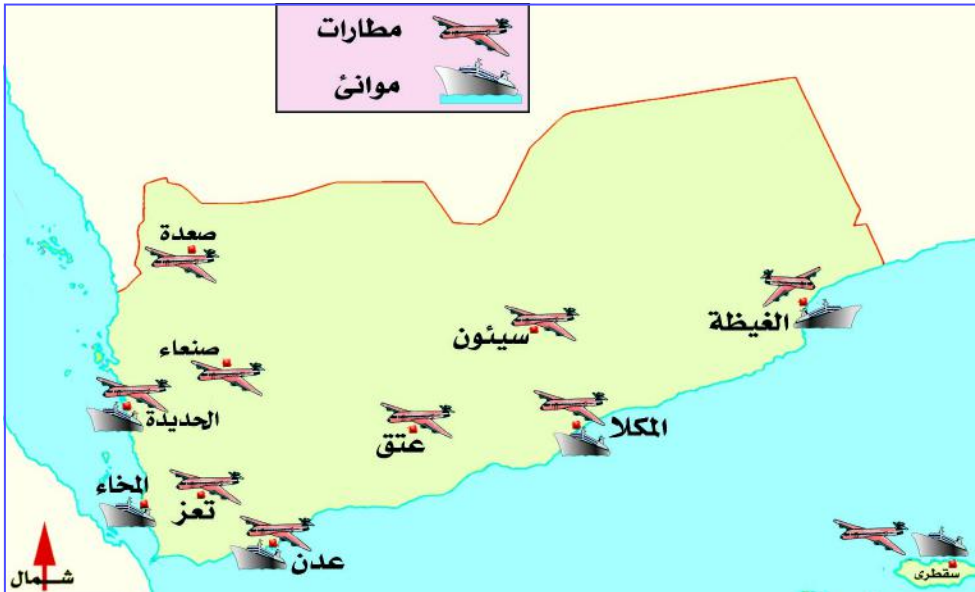 مطارات
موانئ
صعدة
صنعاء
سيئون
الغيظة
الحديدة
عتق
المكلا
المخاء
تعز
عدن
سقطرى
شمال